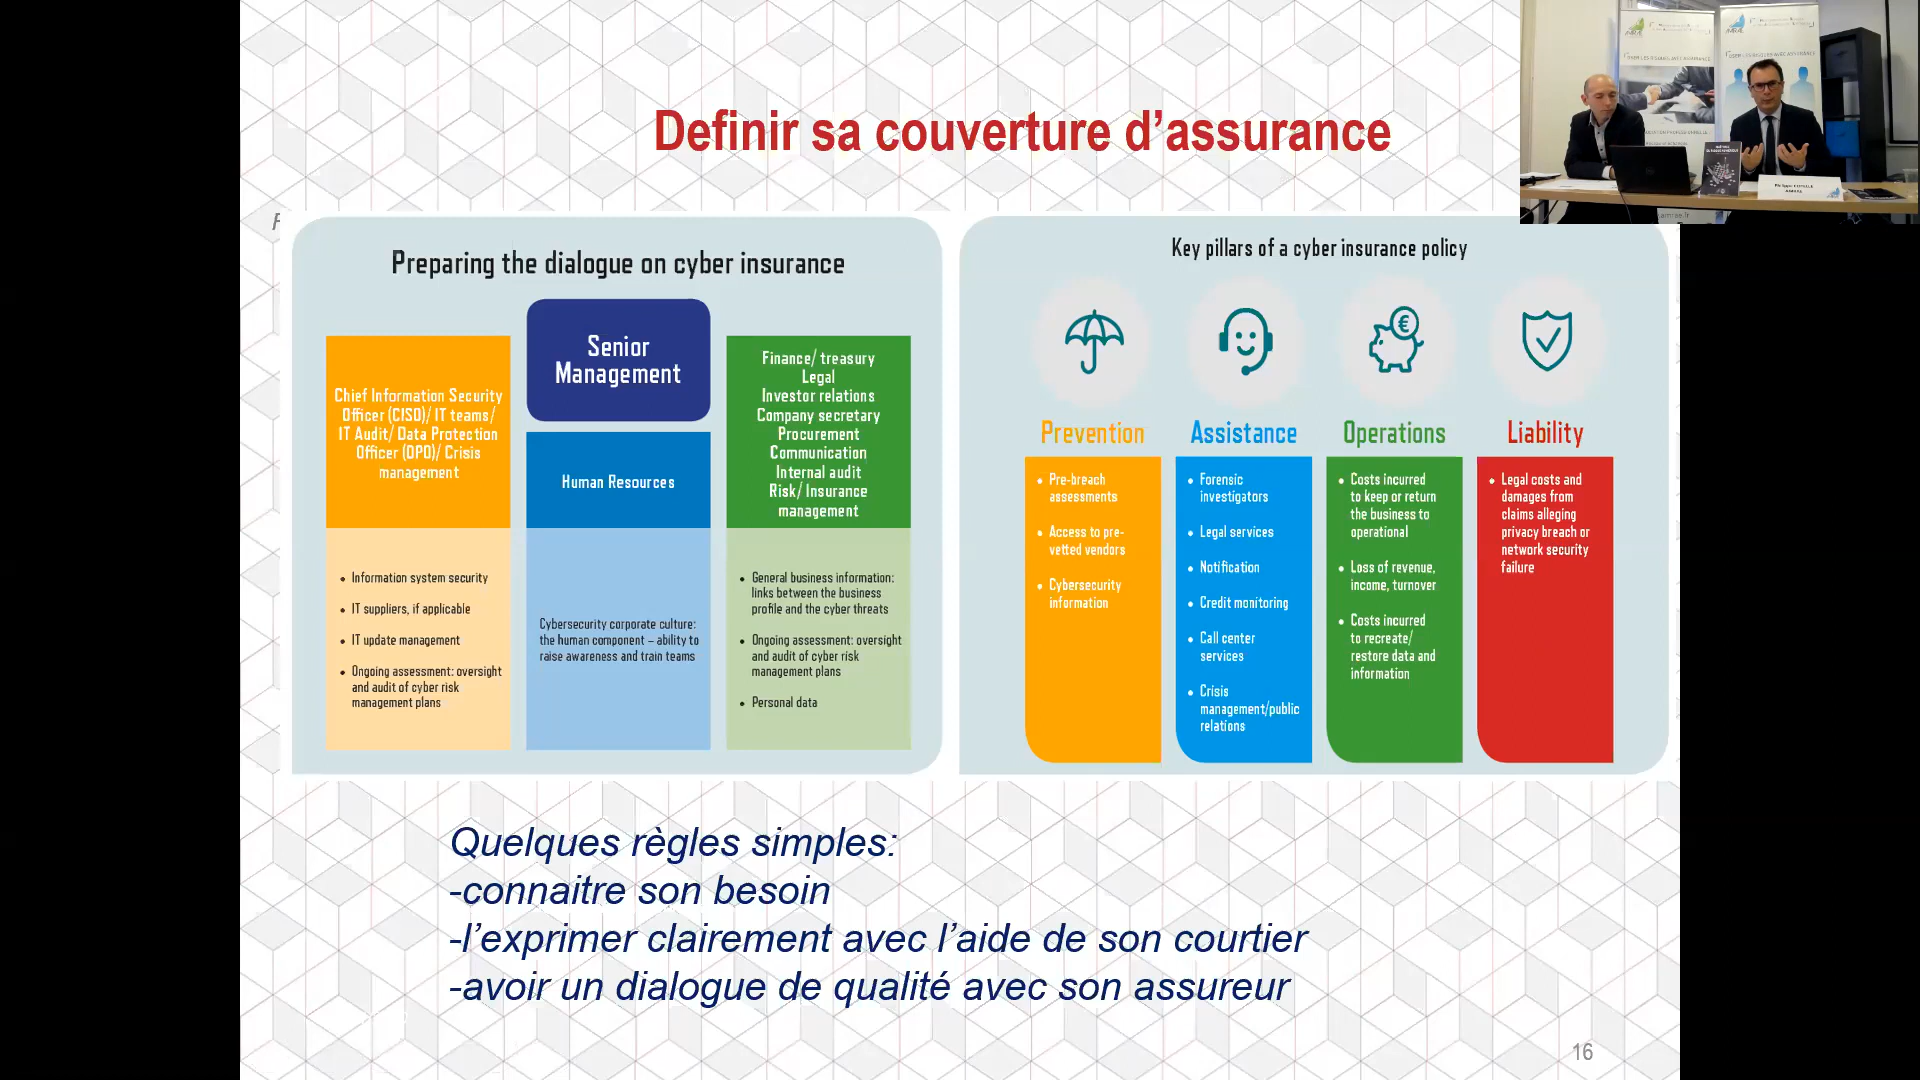 Definir sa couverture d’assurance
Preparing the dialogue on cyber insurance
Chief Information Security
Officer (CISO)/ IT teams/
IT Audit/ Data Protection
Officer (DPO)/ Crisis
management
Senior
Management
Human Resources
Finance/ treasury
Legal
Investor relations
Company secretary
Procurement
Communication
Internal audit
Risk/ Insurance
management
• Information system security
• IT suppliers, if applicable
• IT update management
• Ongoing assessment: oversight
and audit of cyber risk
management plans
Cybersecurity corporate culture:
the human component – ability to
raise awareness and train teams
• General business information:
links between the business
profile and the cyber threats
• Ongoing assessment: oversight
and audit of cyber risk
management plans
• Personal data
Key pillars of a cyber insurance policy
€
Prevention
• Pre-breach
assessments
• Access to pre-
vetted vendors
• Cybersecurity
information
Assistance
• Forensic
investigators
• Legal services
• Notification
• Credit monitoring
• Call center
services
• Crisis
management/public
relations
Operations
• Costs incurred
to keep or return
the business to
operational
• Loss of revenue,
income, turnover
• Costs incurred
to recreate/
restore data and
information
Liability
• Legal costs and
damages from
claims alleging
privacy breach or
network security
failure
Quelques règles simples:
-connaitre son besoin
-l’exprimer clairement avec l’aide de son courtier
-avoir un dialogue de qualité avec son assureur
16
AMRAE